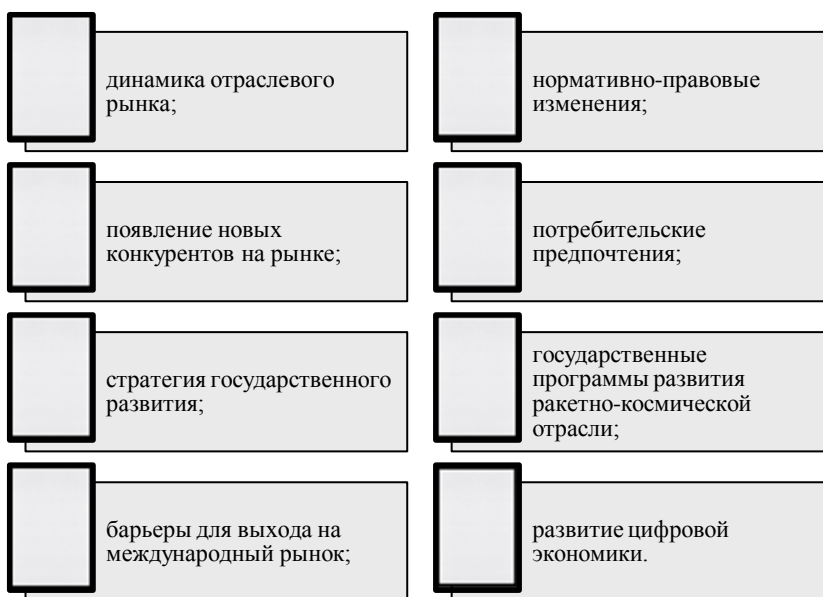 динамика отраслевого
рынка;
нормативно-правовые
изменения;
появление новых
конкурентов на рынке;
потребительские
предпочтения;
стратегия государственного
развития;
государственные
программы развития
ракетно-космической
отрасли;
барьеры для выхода на
международный рынок;
развитие цифровой
экономики.